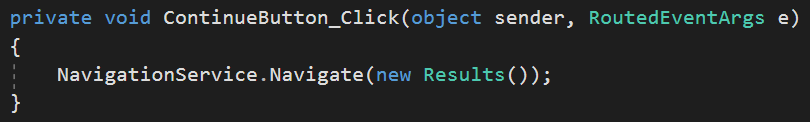 private void ContinueButton_Click(object sender, RoutedEventArgs e)
{
NavigationService.Navigate(new Results());
}